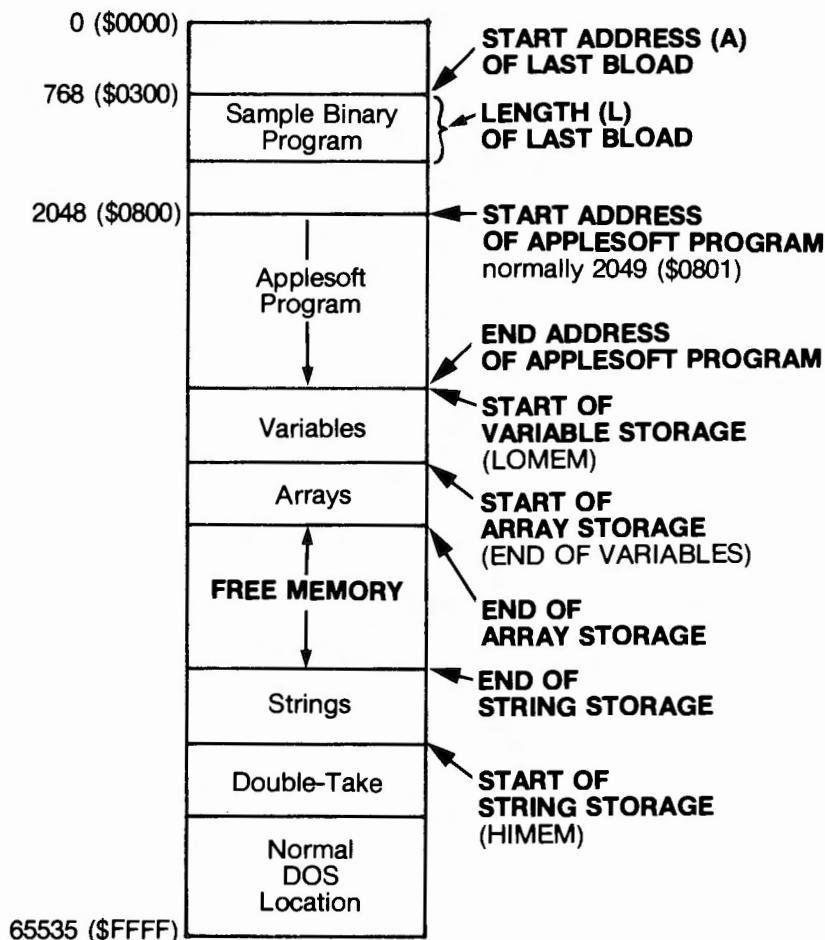 0 ($0000)
START ADDRESS (A)
OF LAST BLOAD
768 ($0300)
Sample Binary
Program
LENGTH (L)
OF LAST BLOAD
2048 ($0800)
START ADDRESS
OF APPLESOFT PROGRAM
normally 2049 ($0801)
Applesoft
Program
END ADDRESS
OF APPLESOFT PROGRAM
Variables
START OF
VARIABLE STORAGE
(LOMEM)
Arrays
START OF
ARRAY STORAGE
(END OF VARIABLES)
FREE MEMORY
END OF
ARRAY STORAGE
END OF
STRING STORAGE
Strings
Double-Take
START OF
STRING STORAGE
(HIMEM)
Normal
DOS
Location
65535 ($FFFF)